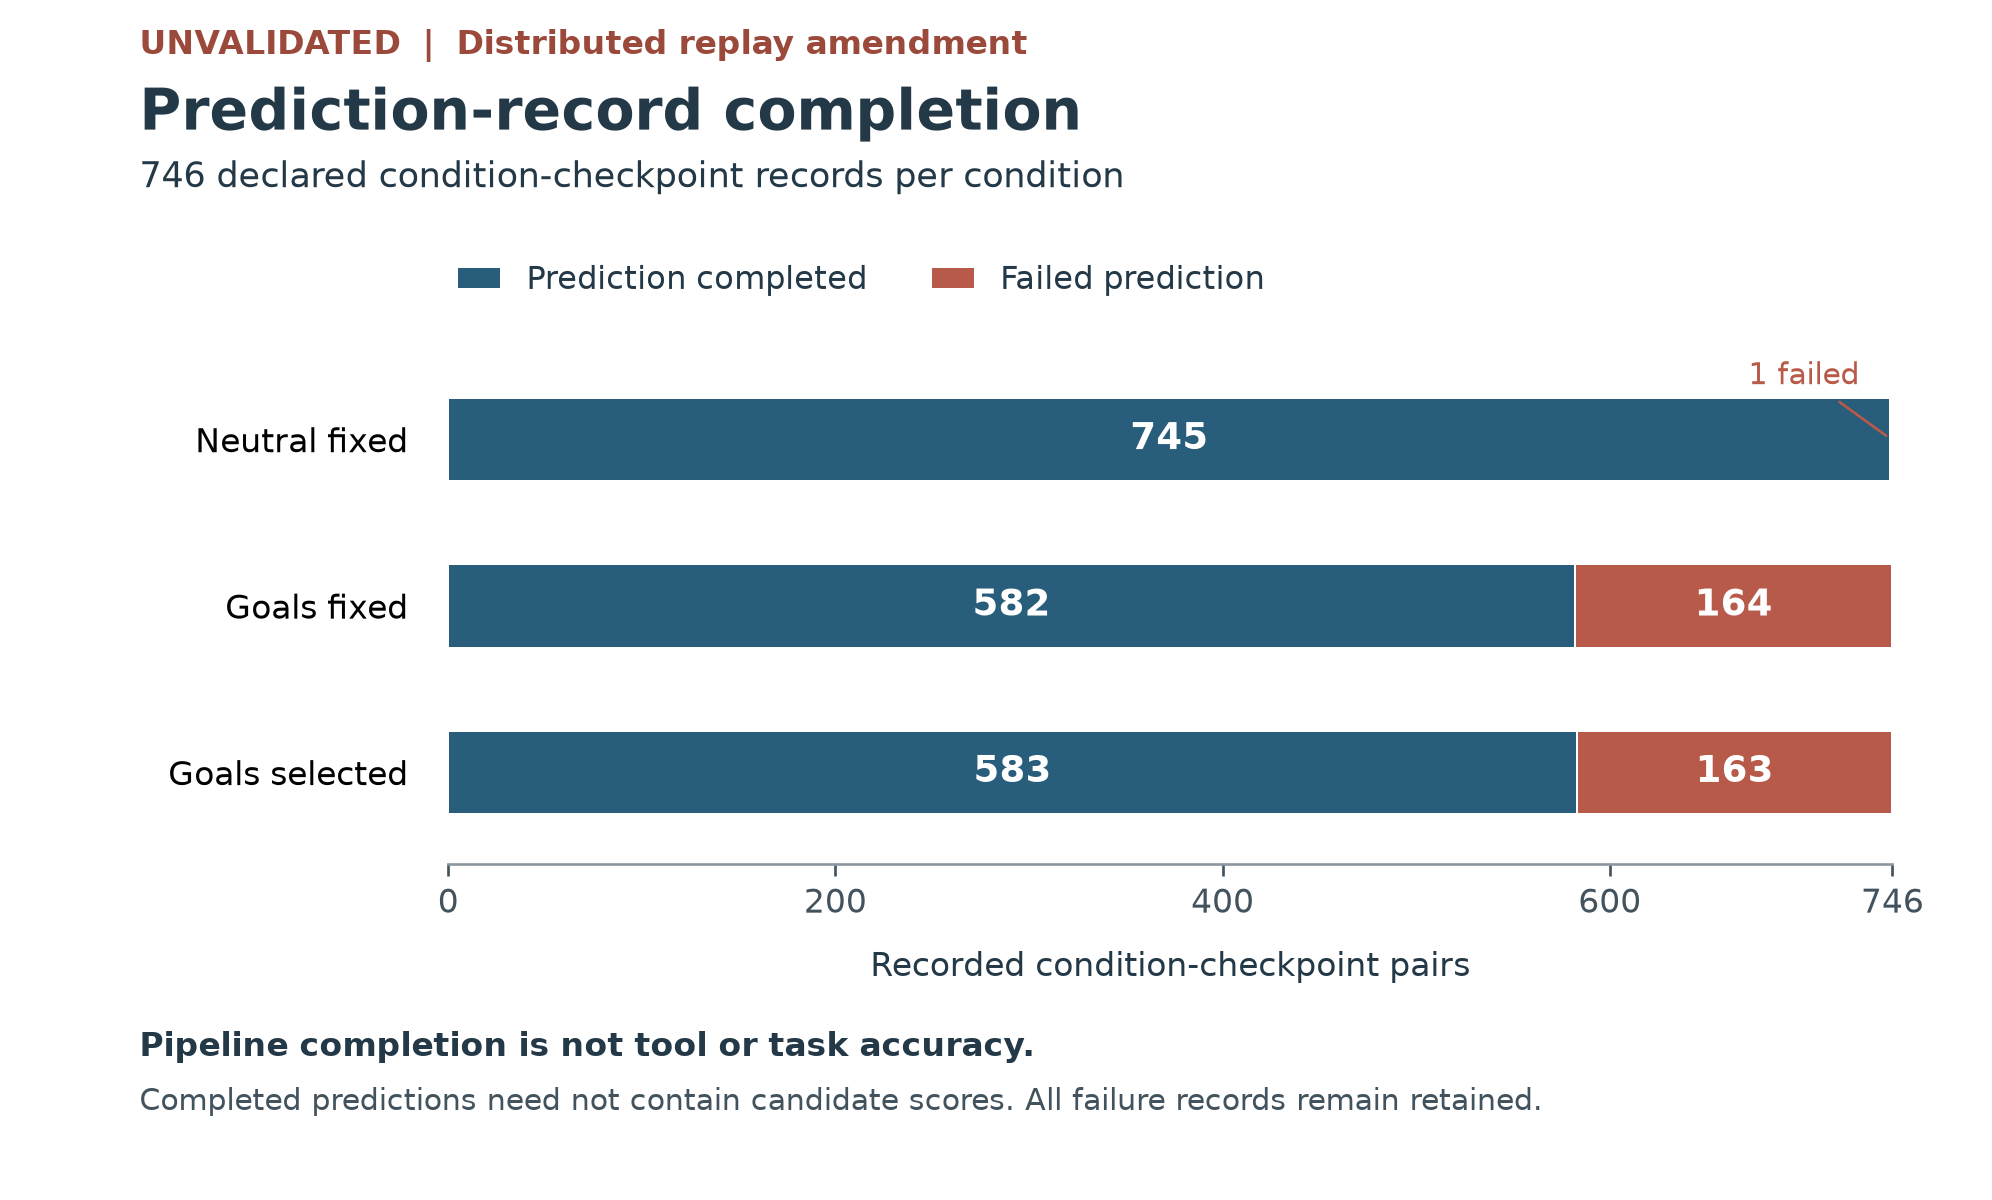 UNVALIDATED | Distributed replay amendment
Prediction-record completion
746 declared condition-checkpoint records per condition
Prediction completed
Failed prediction
1 failed
Neutral fixed
745
Goals fixed
582
164
Goals selected
583
163
0
200
400
600
746
Recorded condition-checkpoint pairs
Pipeline completion is not tool or task accuracy.
Completed predictions need not contain candidate scores. All failure records remain retained.